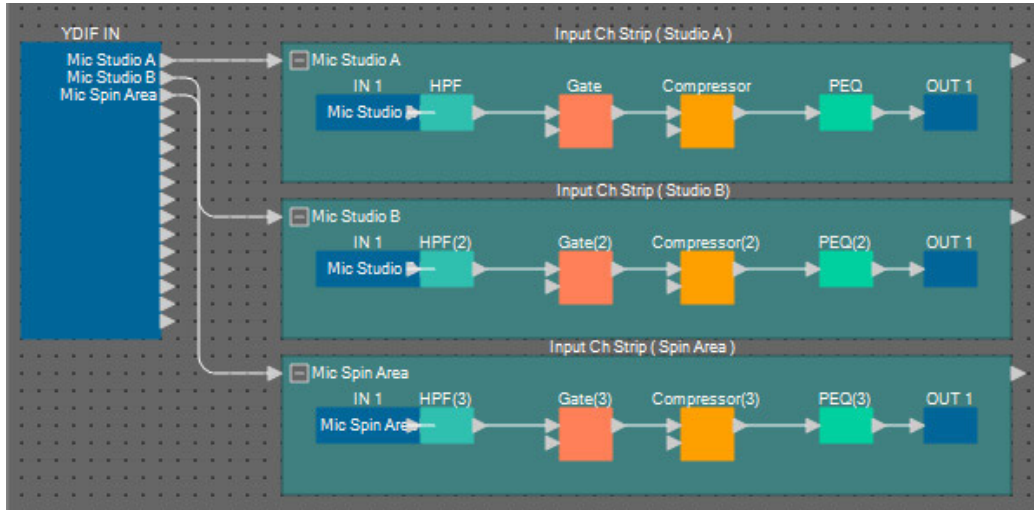 YDIF IN
Mic Studio A
Mic Studio B
Mic Spin Area
Input Ch Strip ( Studio A )
Mic Studio A
IN 1 HPF Gate Compressor PEQ OUT 1
Mic Studio
Input Ch Strip ( Studio B)
Mic Studio B
IN 1 HPF(2) Gate(2) Compressor(2) PEQ(2) OUT 1
Mic Studio
Input Ch Strip ( Spin Area )
Mic Spin Area
IN 1 HPF(3) Gate(3) Compressor(3) PEQ(3) OUT 1
Mic Spin Area